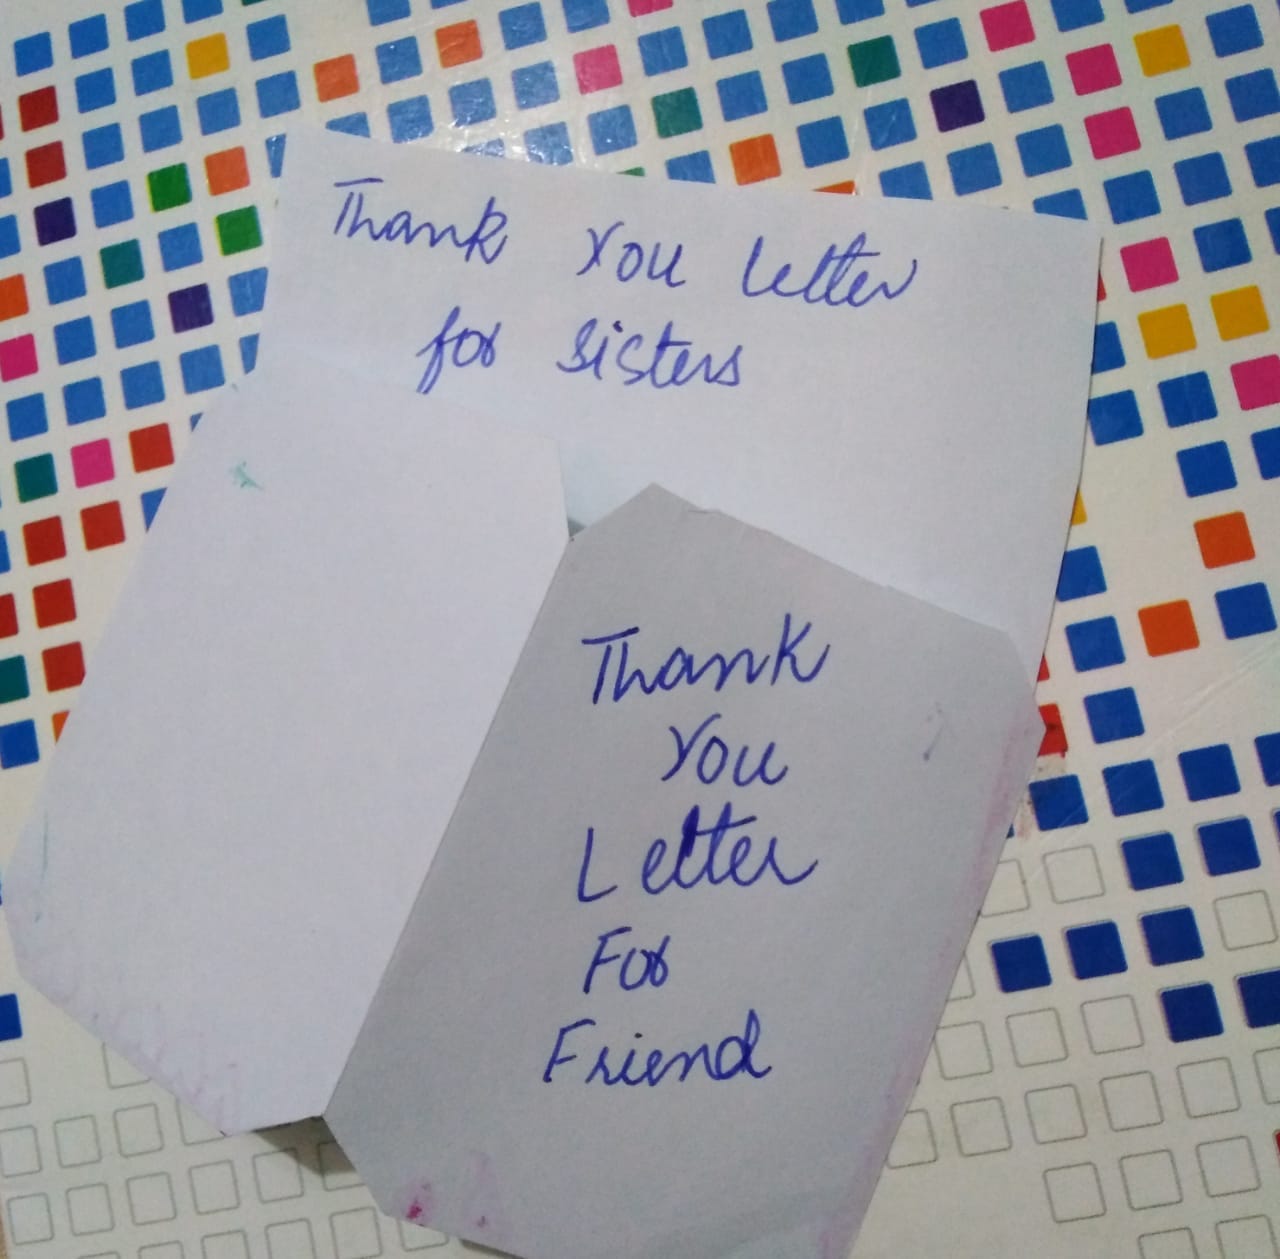 Thank You letter
for sisters
Thank
You
Letter
For
Friend